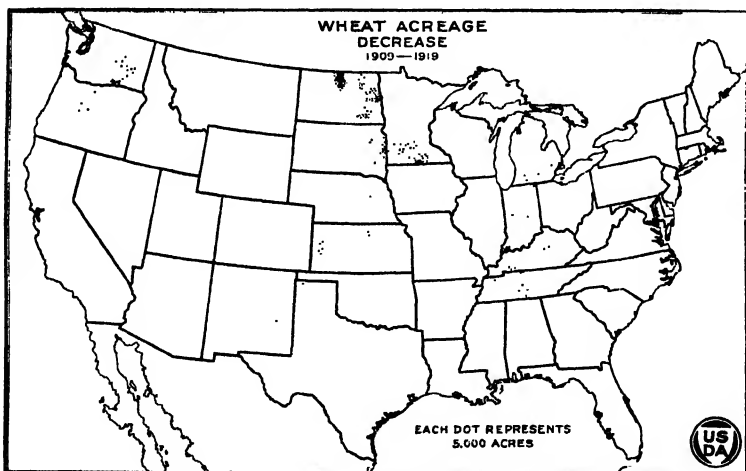 WHEAT ACREAGE
DECREASE
1909—1919
EACH DOT REPRESENTS
5,000 ACRES
US
DA